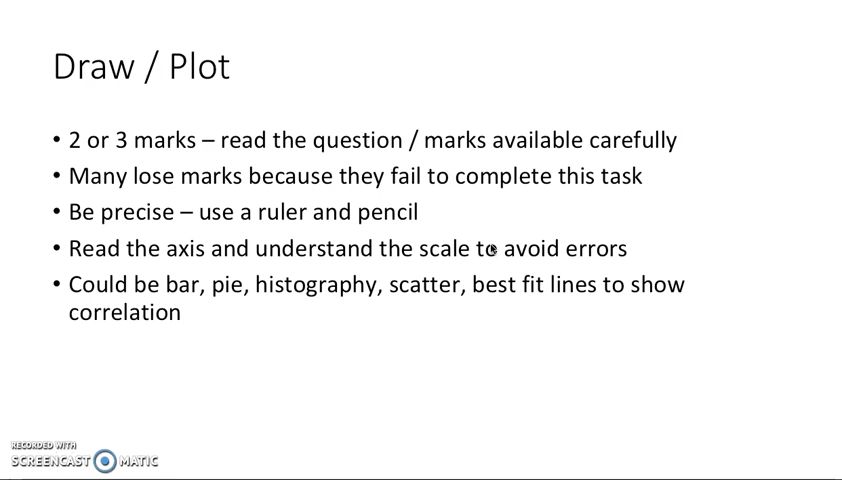 Draw / Plot
• 2 or 3 marks – read the question / marks available carefully
• Many lose marks because they fail to complete this task
• Be precise – use a ruler and pencil
• Read the axis and understand the scale to avoid errors
• Could be bar, pie, histography, scatter, best fit lines to show
correlation
RECORDED WITH
SCREENCAST MATIC